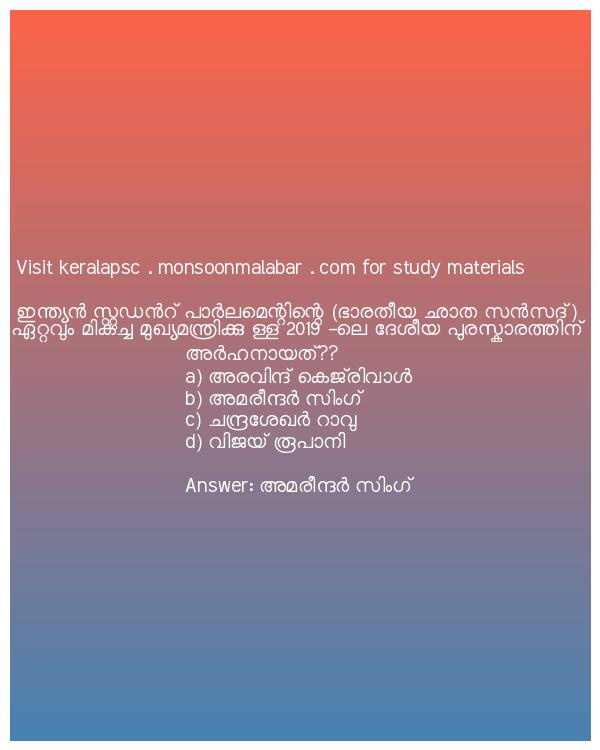 Visit keralapsc . monsoonmalabar . com for study materials
ഇന്ത്യൻ സ്റ്റുഡൻറ് പാർലമെന്റിന്റെ (ഭാരതീയ ഛാത സൻസദ്)
ഏറ്റവും മികച്ച മുഖ്യമന്ത്രിക്കു ള്ള 2019 -ലെ ദേശീയ പുരസ്കാരത്തിന്
അർഹനായത്??
a) അരവിന്ദ് കെജ്‌രിവാൾ
b) അമരീന്ദർ സിംഗ്
c) ചന്ദ്രശേഖർ റാവു
d) വിജയ് രൂപാനി
Answer: അമരീന്ദർ സിംഗ്